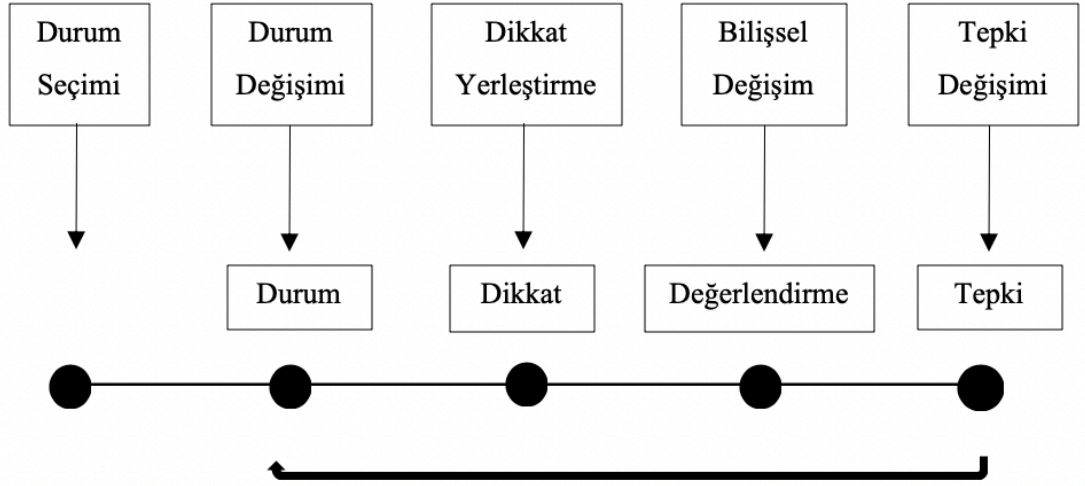 Durum
Seçimi
Durum
Değişimi
Dikkat
Yerleştirme
Bilişsel
Değişim
Tepki
Değişimi
Durum
Dikkat
Değerlendirme
Tepki